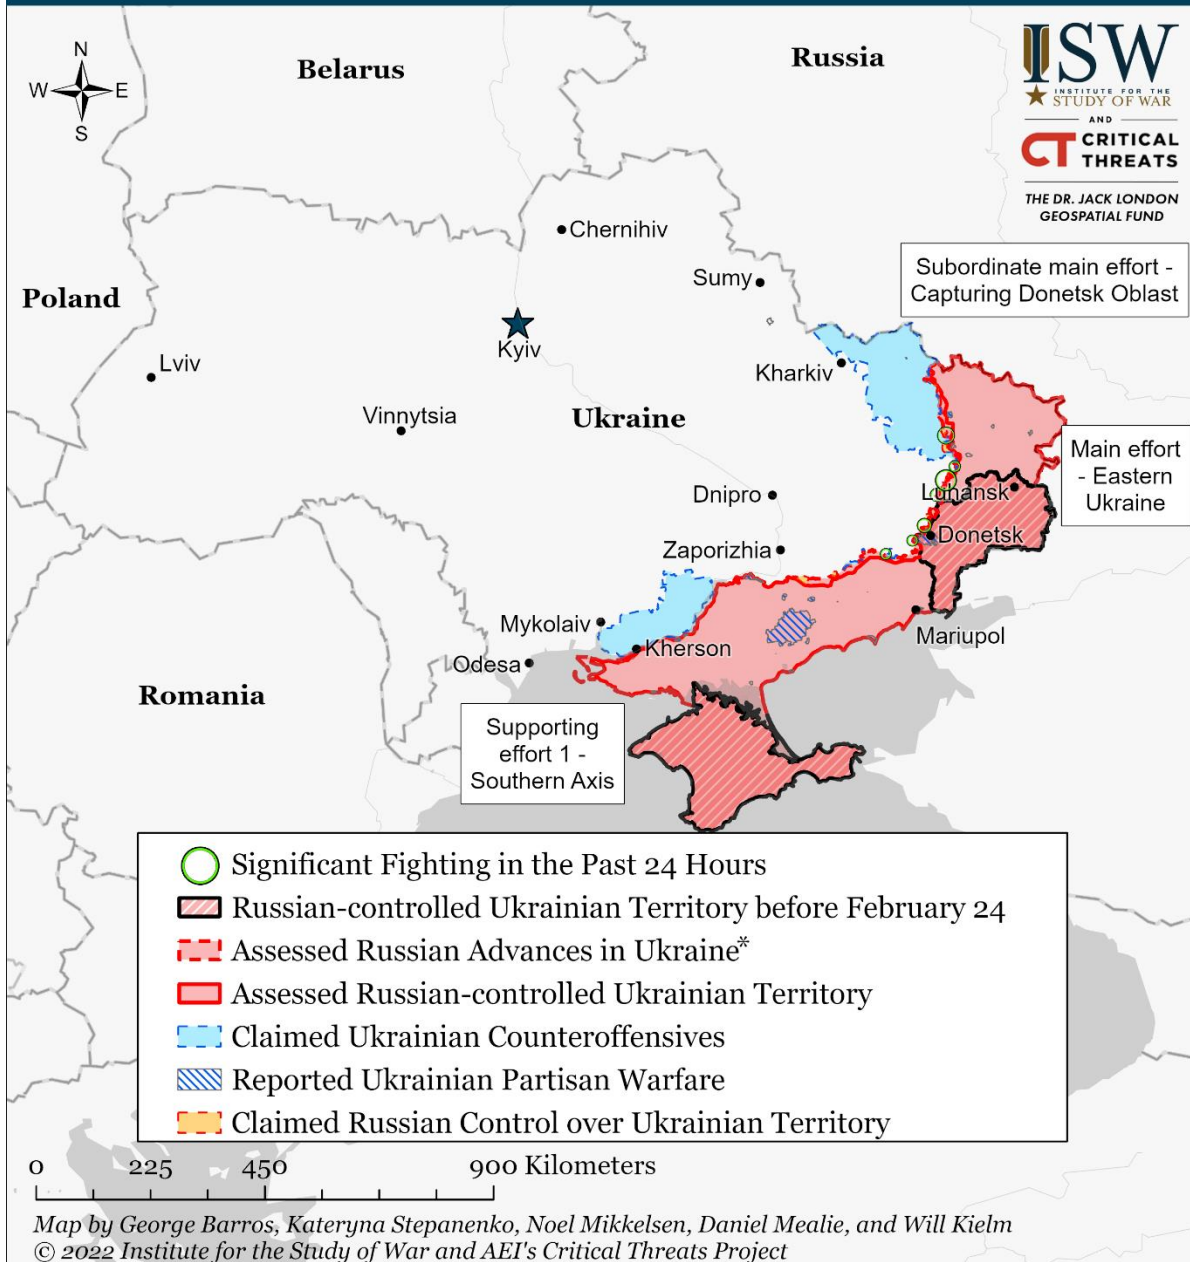 N
W E
S
Belarus
Russia
ISW
INSTITUTE FOR THE
STUDY OF WAR
AND
CT CRITICAL
THREATS
THE DR. JACK LONDON
GEOSPATIAL FUND
Chernihiv
Sumy
Subordinate main effort -
Capturing Donetsk Oblast
Poland
Kyiv
Lviv
Kharkiv
Vinnytsia
Ukraine
Main effort
- Eastern
Ukraine
Dnipro
Luhansk
Donetsk
Zaporizhia
Mykolaiv
Kherson
Mariupol
Odesa
Romania
Supporting
effort 1 -
Southern Axis
Significant Fighting in the Past 24 Hours
Russian-controlled Ukrainian Territory before February 24
Assessed Russian Advances in Ukraine*
Assessed Russian-controlled Ukrainian Territory
Claimed Ukrainian Counteroffensives
Reported Ukrainian Partisan Warfare
Claimed Russian Control over Ukrainian Territory
0 225 450 900 Kilometers
Map by George Barros, Kateryna Stepanenko, Noel Mikkelsen, Daniel Mealie, and Will Kielm
© 2022 Institute for the Study of War and AEI's Critical Threats Project